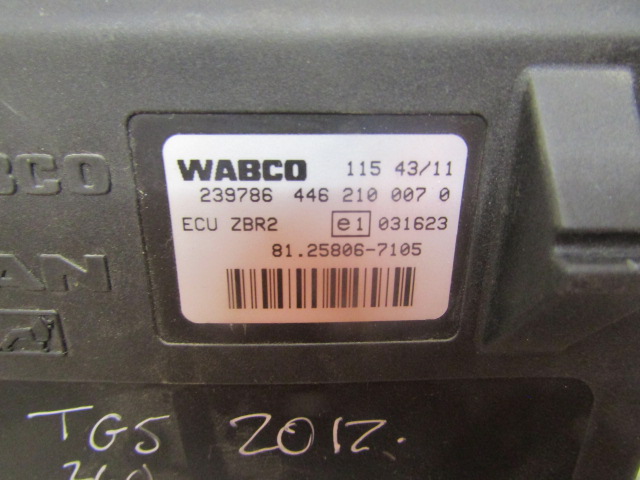 WABCO 115 43/11
239786 446 210 007 0
ECU ZBR2 e1 031623
81.25806-7105
TGS 2012.